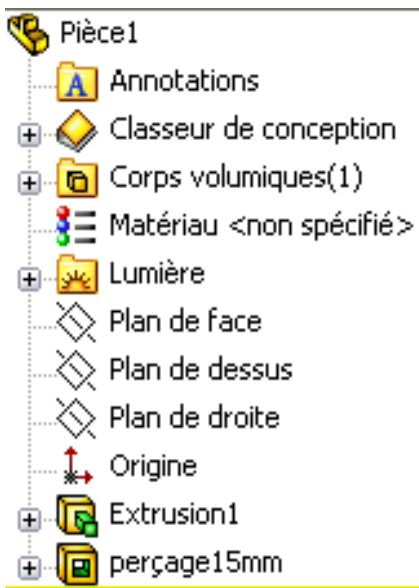 Pièce1
A Annotations
Classeur de conception
Corps volumiques(1)
Matériau <non spécifié>
Lumière
Plan de face
Plan de dessus
Plan de droite
Origine
Extrusion1
perçage15mm